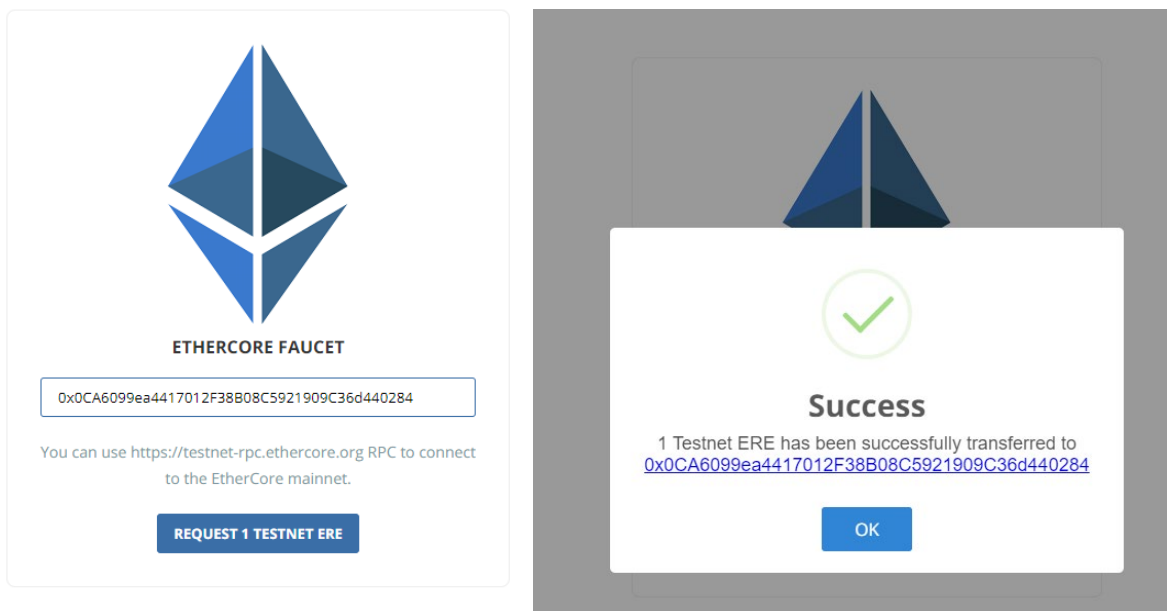 ETHERCORE FAUCET
0x0CA6099ea4417012F38B08C5921909C36d440284
You can use https://testnet-rpc.ethercore.org RPC to connect
to the EtherCore mainnet.
REQUEST 1 TESTNET ERE
Success
1 Testnet ERE has been successfully transferred to
0x0CA6099ea4417012F38B08C5921909C36d440284
OK